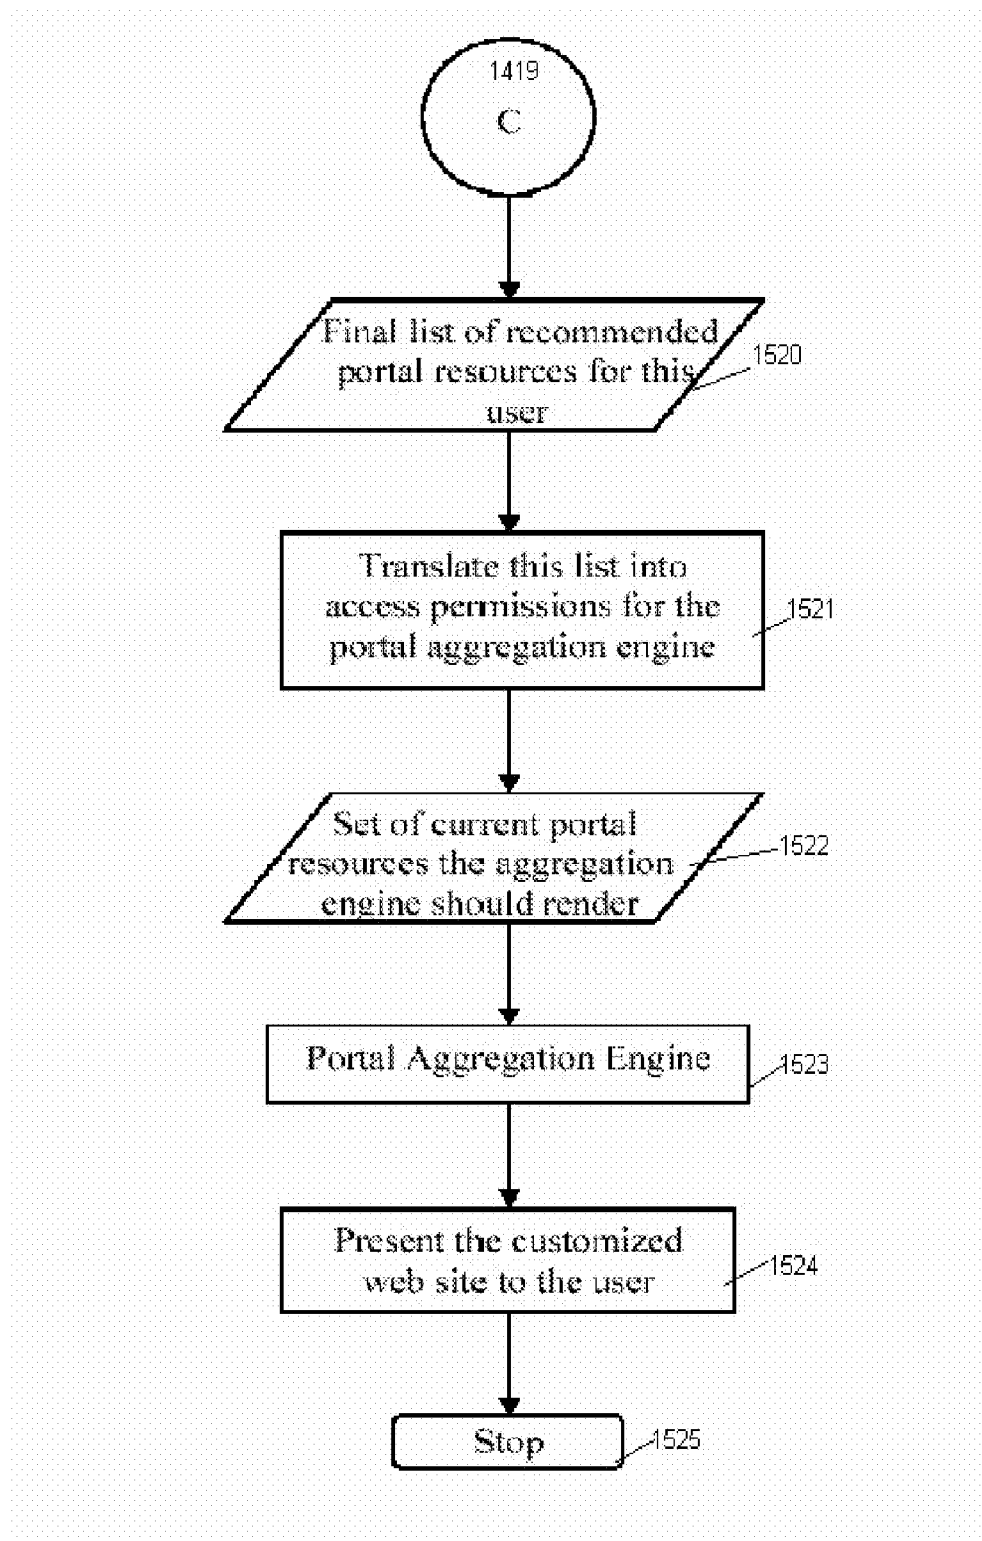 1419
C
Final list of recommended
portal resources for this
user
1520
Translate this list into
access permissions for the
portal aggregation engine
1521
Set of current portal
resources the aggregation
engine should render
1522
Portal Aggregation Engine
1523
Present the customized
web site to the user
1524
Stop
1525